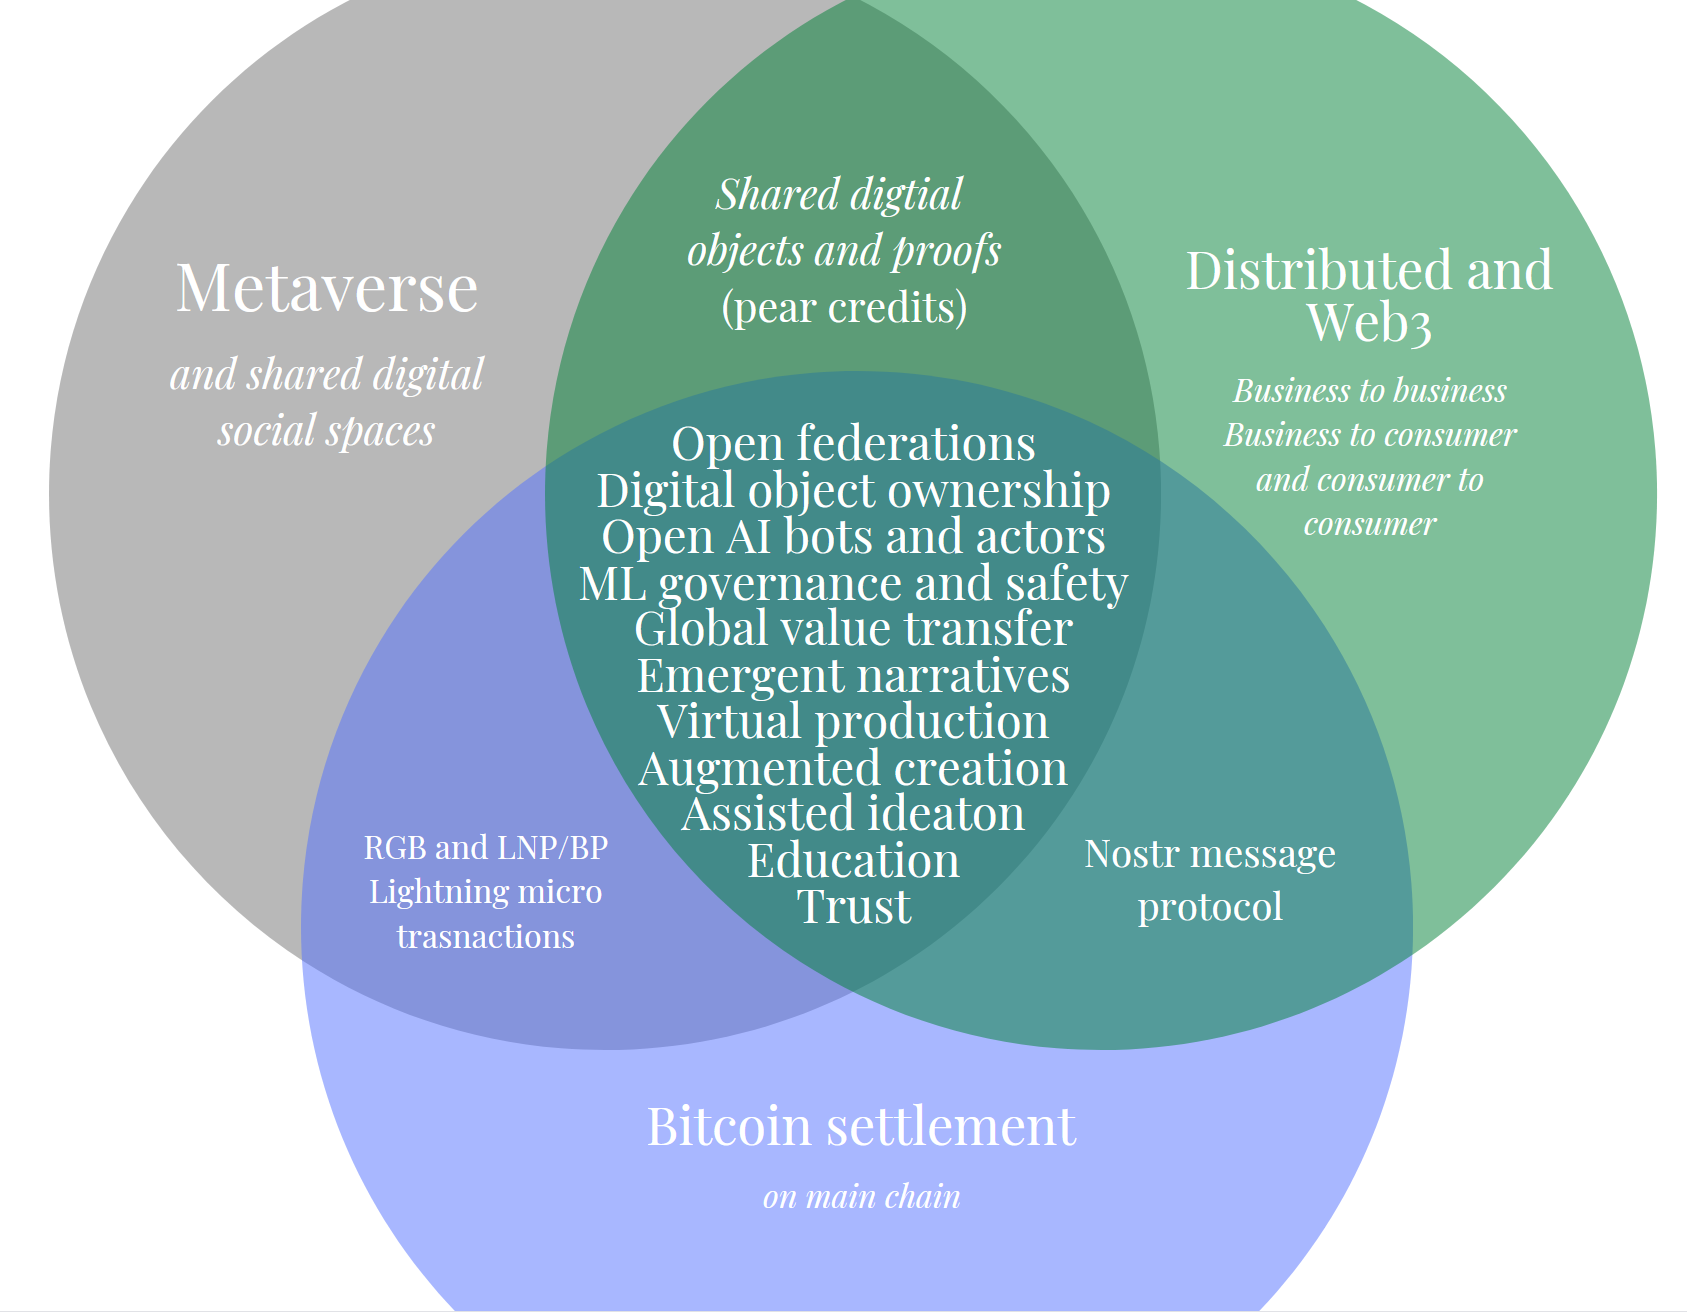 Metaverse
and shared digital
social spaces
Shared digtial
objects and proofs
(pear credits)
Distributed and
Web3
Business to business
Business to consumer
and consumer to
consumer
Open federations
Digital object ownership
Open AI bots and actors
ML governance and safety
Global value transfer
Emergent narratives
Virtual production
Augmented creation
Assisted ideaton
Education
Trust
RGB and LNP/BP
Lightning micro
trasnactions
Nostr message
protocol
Bitcoin settlement
on main chain